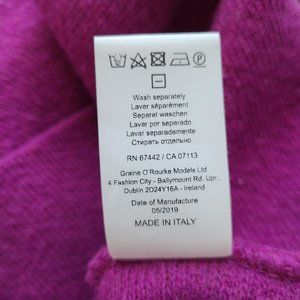 Wash separately
Laver séparément
Separat waschen
Lavar por separado
Lavar separadamente
Стирать отдельно
RN 67442 / CA 07113
Graine O'Rourke Models Ltd
4 Fashion City - Ballymount Rd. Upr.,
Dublin 2D24Y16A - Ireland
Date of Manufacture
05/2019
MADE IN ITALY